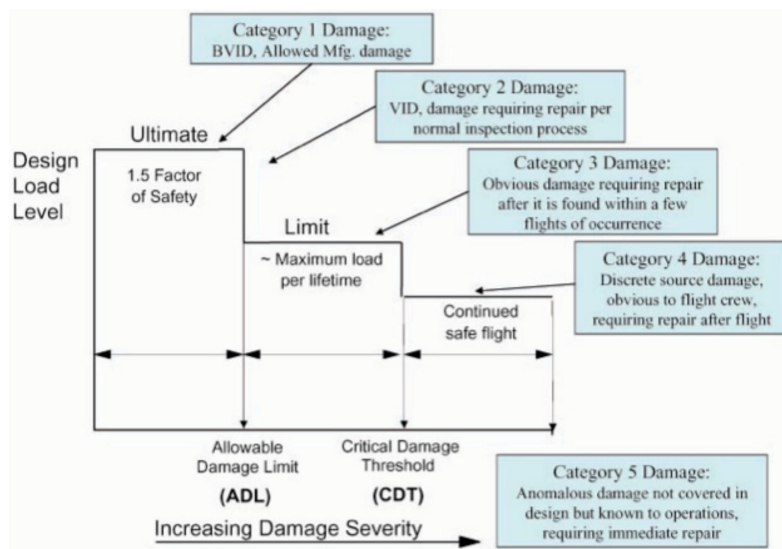 Category 1 Damage:
BVID, Allowed Mfg. damage
Category 2 Damage:
VID, damage requiring repair per
normal inspection process
Ultimate
Design
Load
Level
1.5 Factor
of Safety
Category 3 Damage:
Obvious damage requiring repair
after it is found within a few
flights of occurrence
Limit
~ Maximum load
per lifetime
Category 4 Damage:
Discrete source damage,
obvious to flight crew,
requiring repair after flight
Continued
safe flight
Allowable
Damage Limit
(ADL)
Critical Damage
Threshold
(CDT)
Category 5 Damage:
Anomalous damage not covered in
design but known to operations,
requiring immediate repair
Increasing Damage Severity